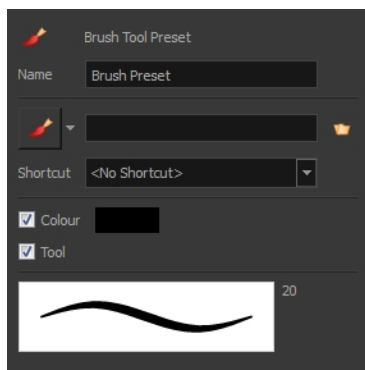 Brush Tool Preset
Name Brush Preset
Shortcut <No Shortcut>
Colour
Tool
20